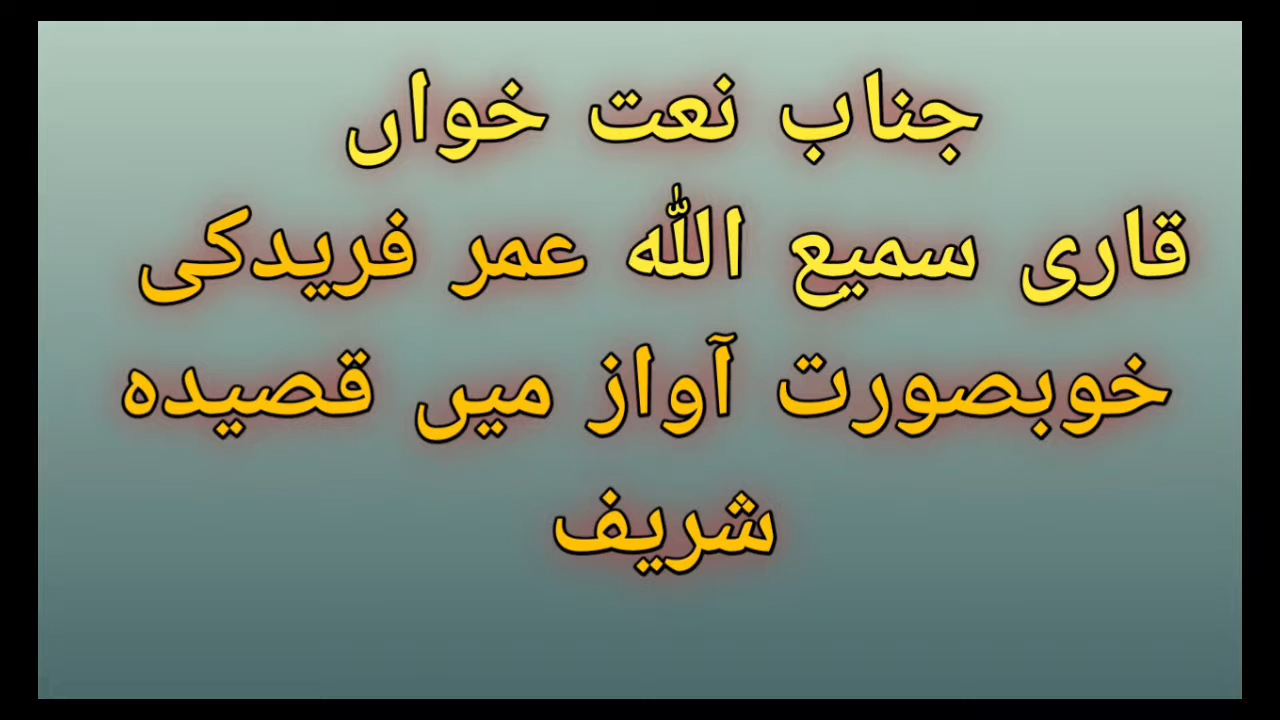 جناب نعت خواں
قاری سمیع اللہ عمر فریدکی
خوبصورت آواز میں قصیدہ
شریف